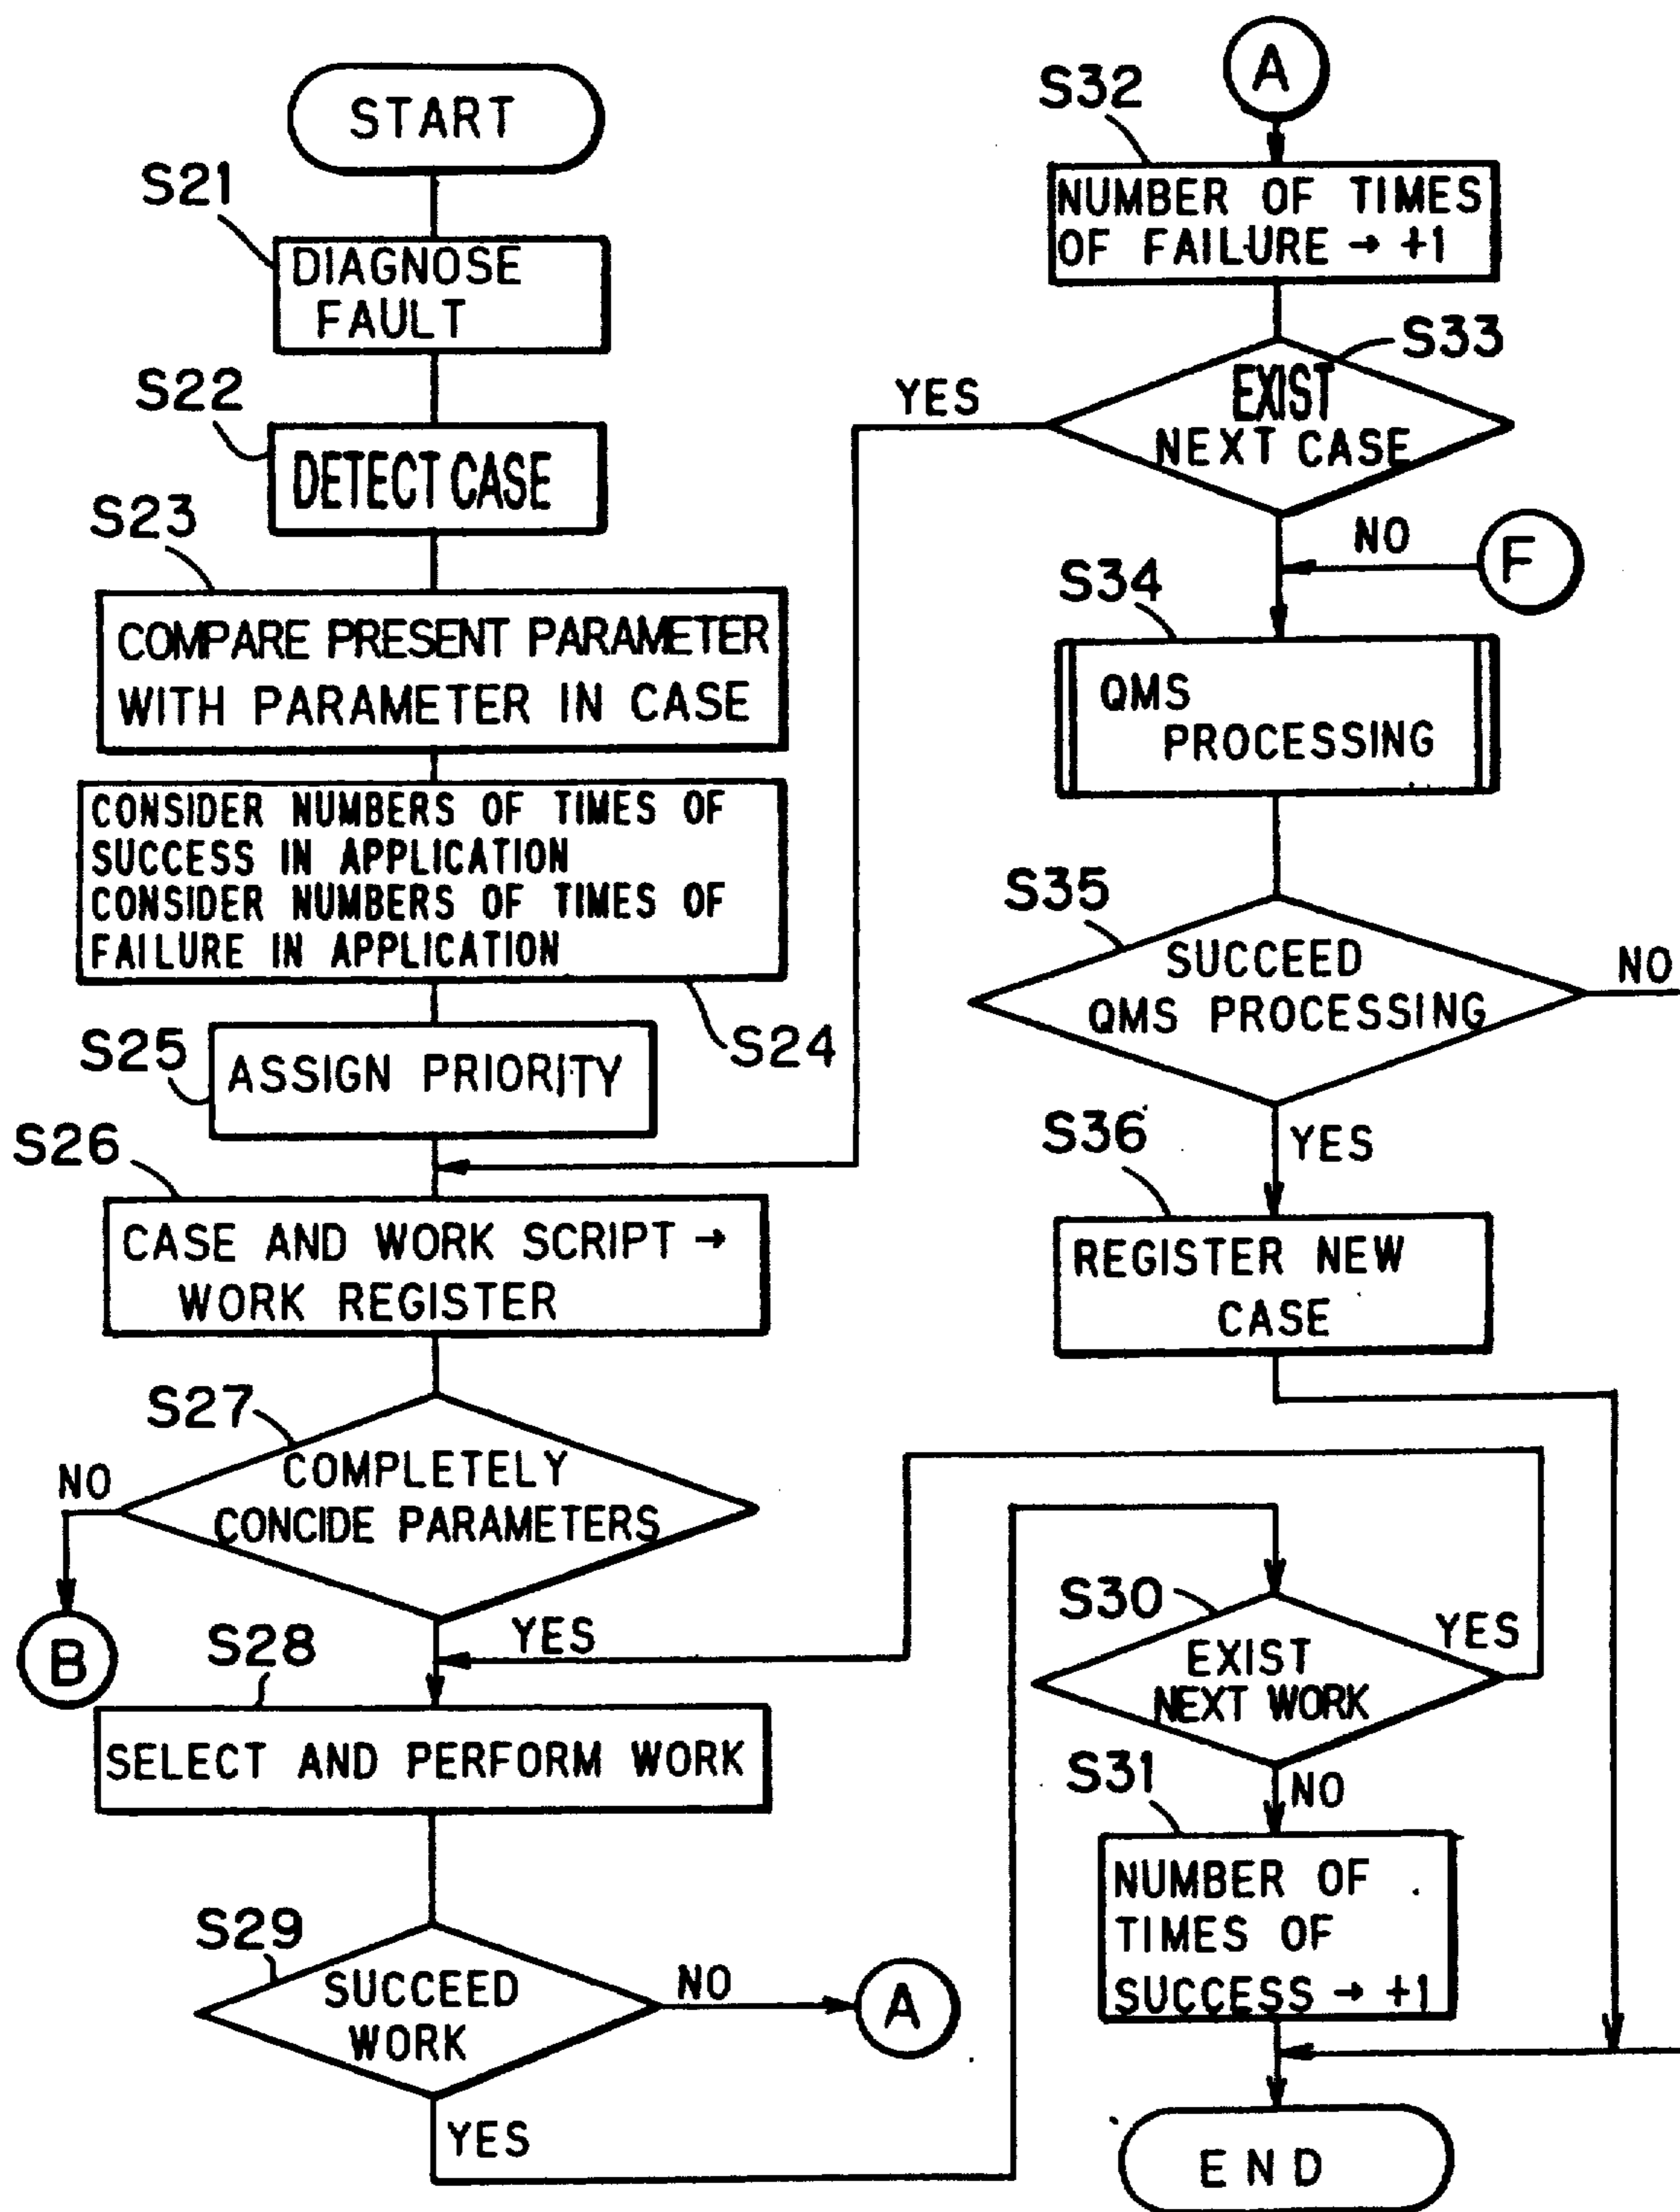 START
S21
DIAGNOSE
FAULT
S22
DETECT CASE
S23
COMPARE PRESENT PARAMETER
WITH PARAMETER IN CASE
CONSIDER NUMBERS OF TIMES OF
SUCCESS IN APPLICATION
CONSIDER NUMBERS OF TIMES OF
FAILURE IN APPLICATION
S24
S25
ASSIGN PRIORITY
S26
CASE AND WORK SCRIPT →
WORK REGISTER
S27
COMPLETELY
CONCIDE PARAMETERS
NO
B
YES
S28
SELECT AND PERFORM WORK
S29
SUCCEED
WORK
NO
A
YES
A
S32
NUMBER OF TIMES
OF FAILURE → +1
S33
EXIST
NEXT CASE
YES
NO
F
S34
QMS
PROCESSING
S35
SUCCEED
QMS PROCESSING
NO
YES
S36
REGISTER NEW
CASE
S30
EXIST
NEXT WORK
YES
NO
S31
NUMBER OF
TIMES OF
SUCCESS → +1
END